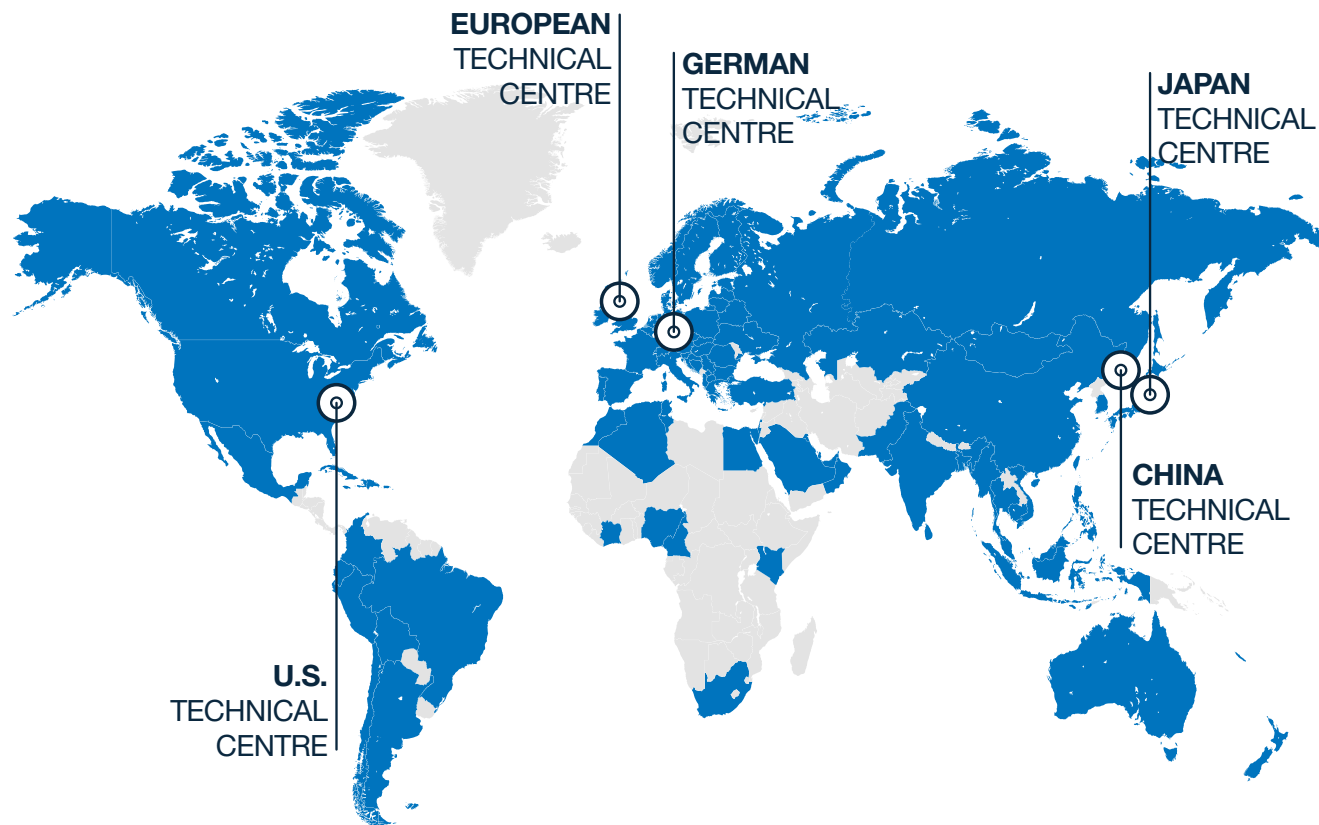 EUROPEAN
TECHNICAL
CENTRE
GERMAN
TECHNICAL
CENTRE
JAPAN
TECHNICAL
CENTRE
CHINA
TECHNICAL
CENTRE
U.S.
TECHNICAL
CENTRE